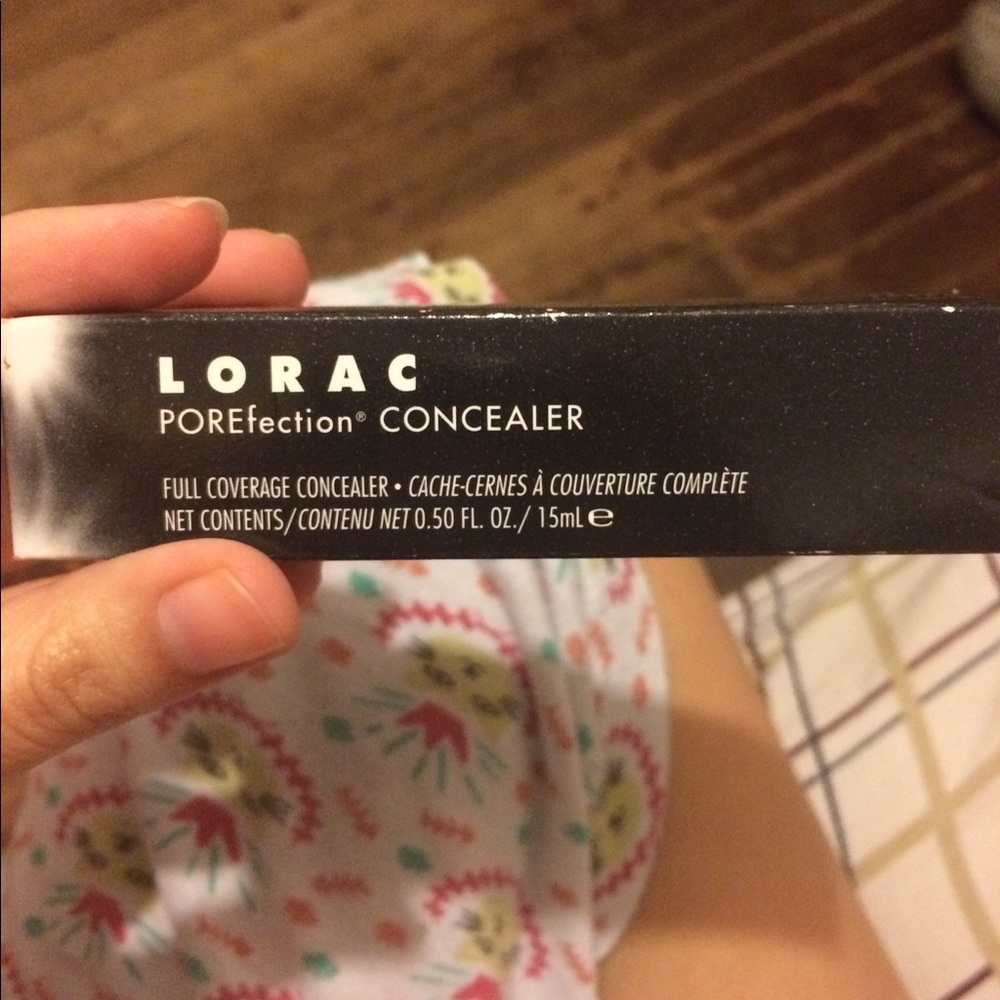 LORAC
POREfection® CONCEALER
FULL COVERAGE CONCEALER • CACHE-CERNES À COUVERTURE COMPLÈTE
NET CONTENTS/CONTENU NET 0.50 FL. OZ./ 15mL ℮